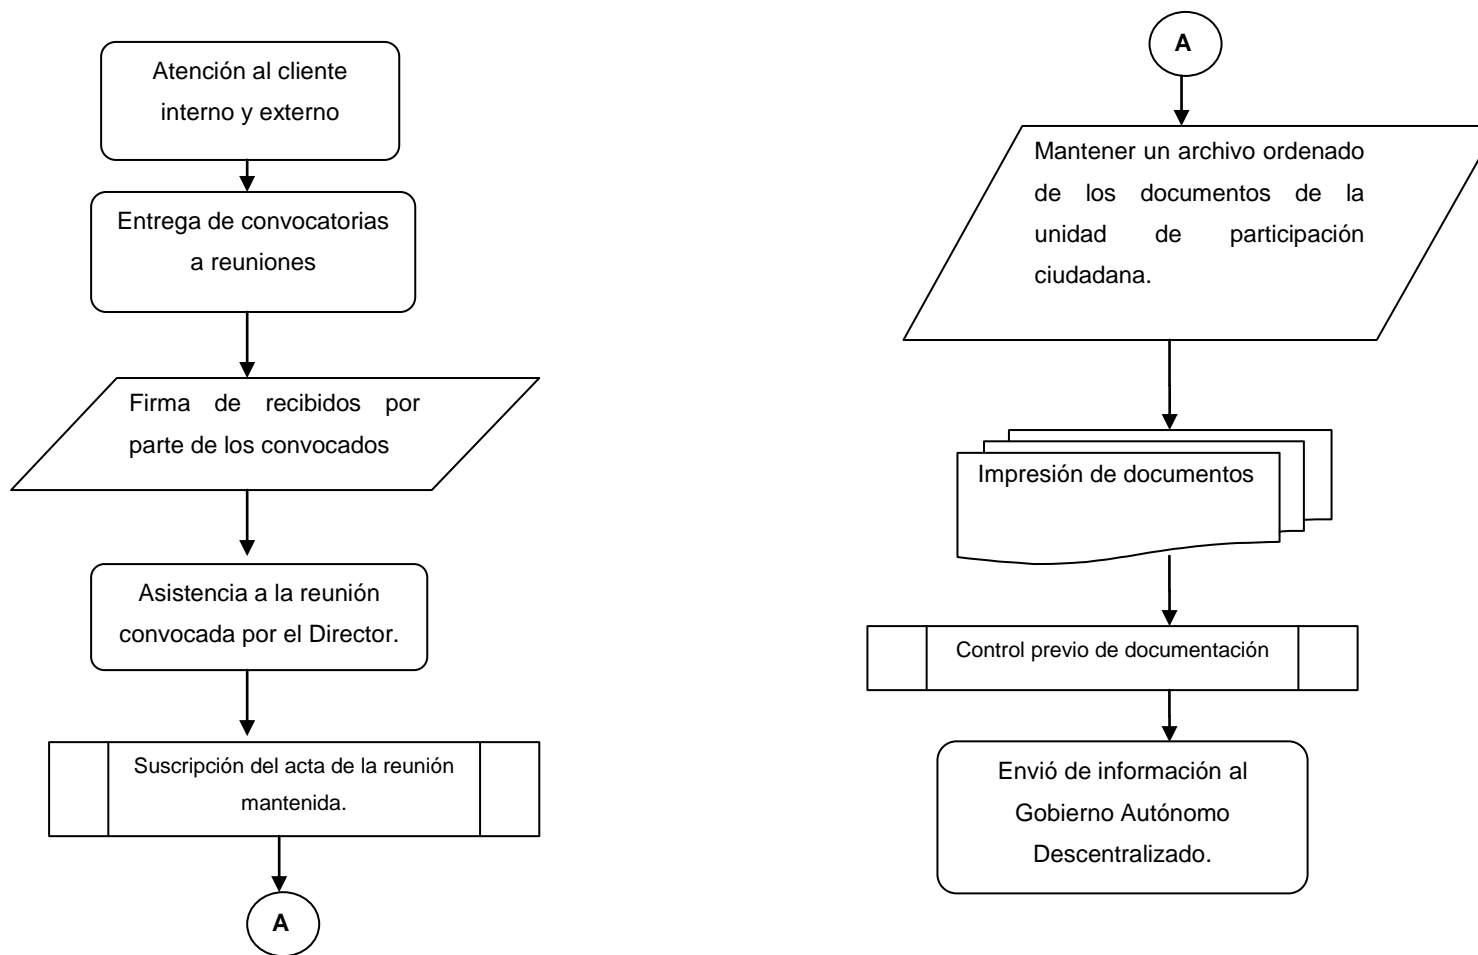 Atención al cliente
interno y externo
Entrega de convocatorias
a reuniones
Firma de recibidos por
parte de los convocados
Asistencia a la reunión
convocada por el Director.
Suscripción del acta de la reunión
mantenida.
A
A
Mantener un archivo ordenado
de los documentos de la
unidad de participación
ciudadana.
Impresión de documentos
Control previo de documentación
Envió de información al
Gobierno Autónomo
Descentralizado.